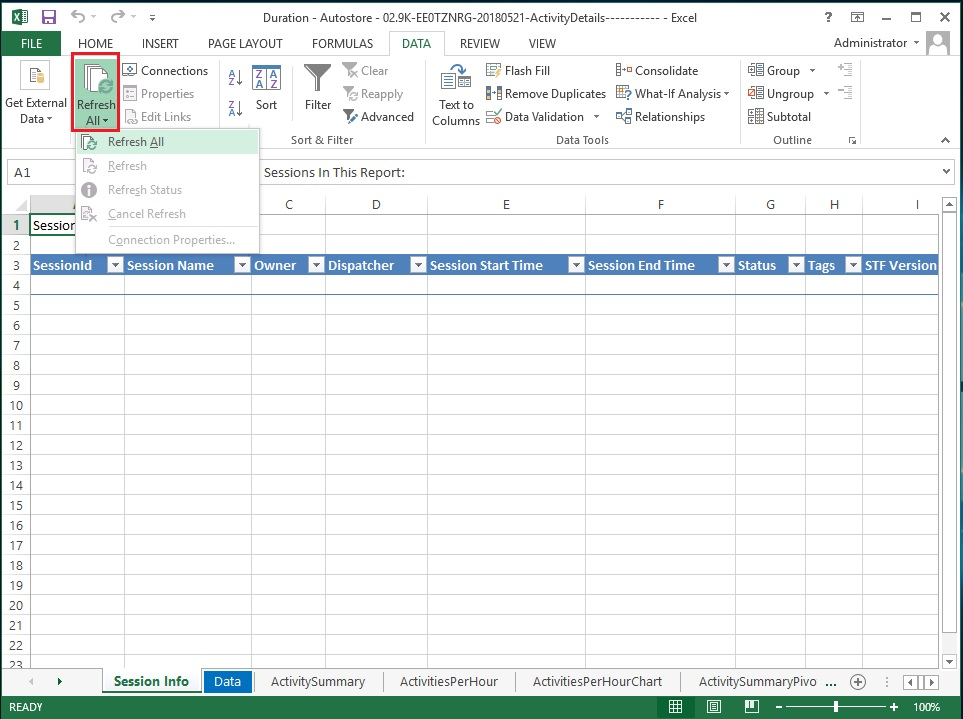 Duration - Autostore - 02.9K-EE0TZNRG-20180521-ActivityDetails----------- - Excel
?
FILE HOME INSERT PAGE LAYOUT FORMULAS DATA REVIEW VIEW Administrator
Get External Data
Refresh All
Connections
Properties
Edit Links
A Z
Z A
Z A A Z
Sort
Filter
Clear
Reapply
Advanced
Sort & Filter
Text to Columns
Flash Fill
Remove Duplicates
Data Validation
Consolidate
What-If Analysis
Relationships
Data Tools
Group
Ungroup
Subtotal
Outline
Refresh All
Refresh
Refresh Status
Cancel Refresh
Connection Properties...
A1 Sessions In This Report:
C D E F G H I
1 Session
2
3 SessionId Session Name Owner Dispatcher Session Start Time Session End Time Status Tags STF Version
4
5
6
7
8
9
10
11
12
13
14
15
16
17
18
19
20
21
22
23
Session Info Data ActivitySummary ActivitiesPerHour ActivitiesPerHourChart ActivitySummaryPivo ...
READY 100%